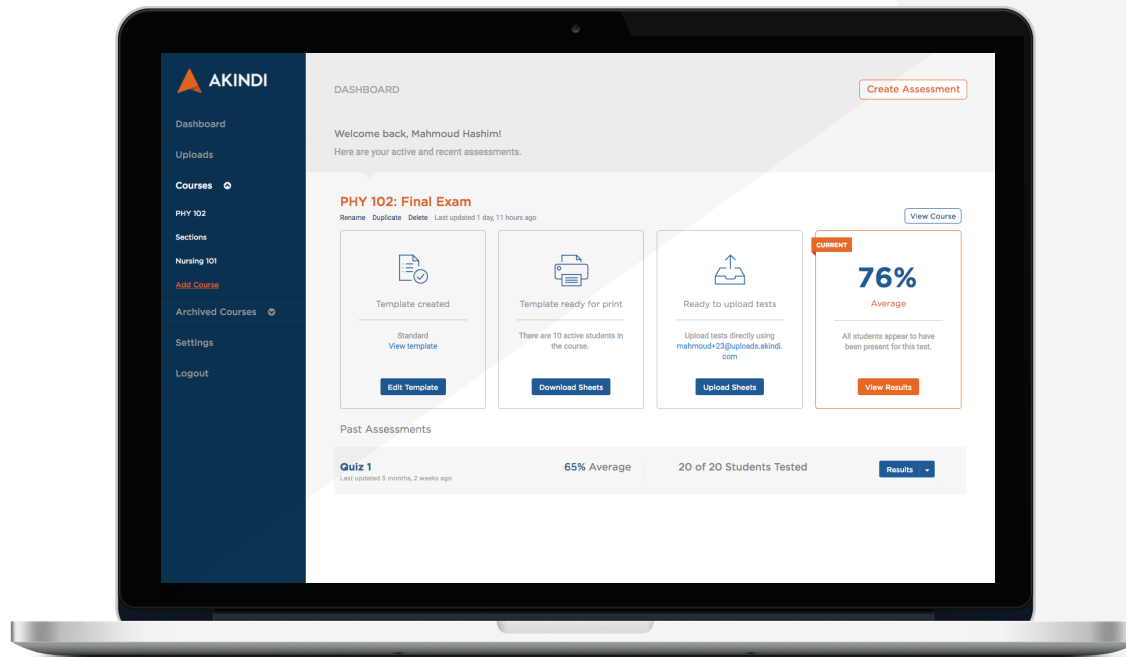 AKINDI
Dashboard
Uploads
Courses
PHY 102
Sections
Nursing 101
Add Course
Archived Courses
Settings
Logout
DASHBOARD
Create Assessment
Welcome back, Mahmoud Hashim!
Here are your active and recent assessments.
PHY 102: Final Exam
Rename Duplicate Delete Last updated 1 day, 11 hours ago
View Course
Template created
Standard
View template
Edit Template
Template ready for print
There are 10 active students in
the course.
Download Sheets
Ready to upload tests
Upload tests directly using
mahmoud+23@uploads.akindi.
com
Upload Sheets
CURRENT
76%
Average
All students appear to have
been present for this test.
View Results
Past Assessments
Quiz 1
Last updated 5 months, 2 weeks ago
65% Average
20 of 20 Students Tested
Results